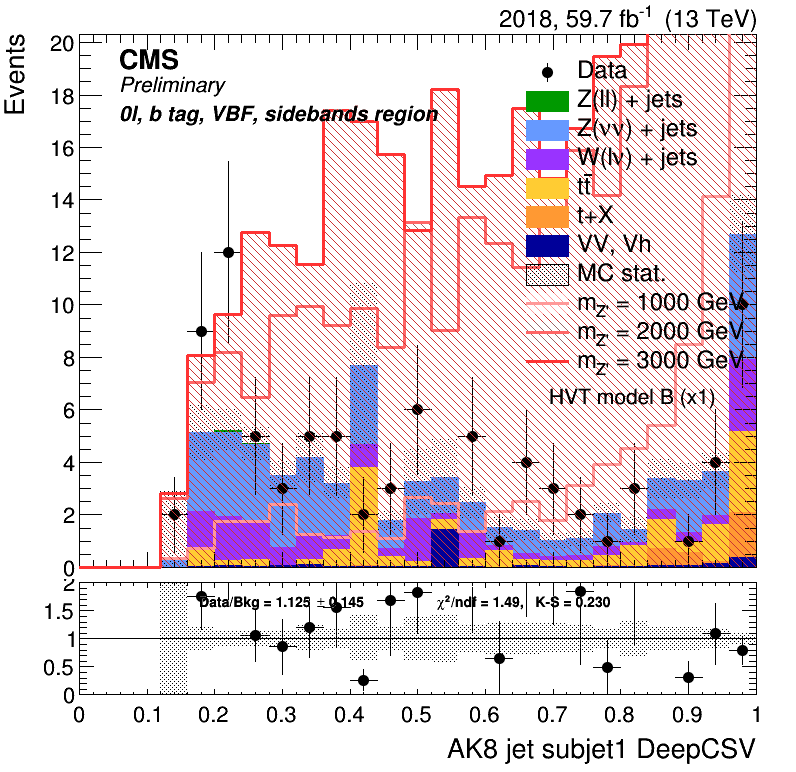 2018, 59.7 fb⁻¹ (13 TeV)
Events
CMS
Preliminary
0l, b tag, VBF, sidebands region
Data
Z(ll) + jets
Z(νν) + jets
W(lν) + jets
tt̄
t+X
VV, Vh
MC stat.
m_Z' = 1000 GeV
m_Z' = 2000 GeV
m_Z' = 3000 GeV
HVT model B (x1)
20
18
16
14
12
10
8
6
4
2
0
Data/Bkg = 1.125 ± 0.145
χ²/ndf = 1.49, K-S = 0.230
2
1.5
1
0.5
0
0 0.1 0.2 0.3 0.4 0.5 0.6 0.7 0.8 0.9 1
AK8 jet subjet1 DeepCSV